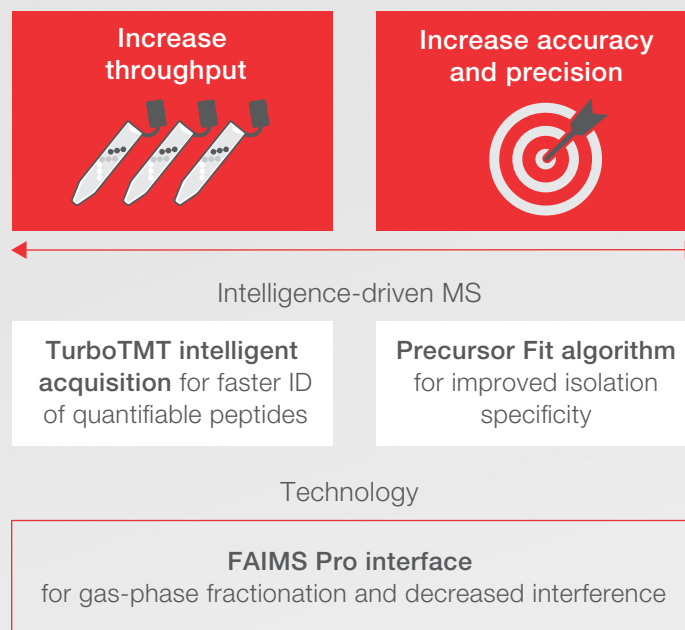 Increase
throughput
Increase accuracy
and precision
Intelligence-driven MS
TurboTMT intelligent
acquisition for faster ID
of quantifiable peptides
Precursor Fit algorithm
for improved isolation
specificity
Technology
FAIMS Pro interface
for gas-phase fractionation and decreased interference